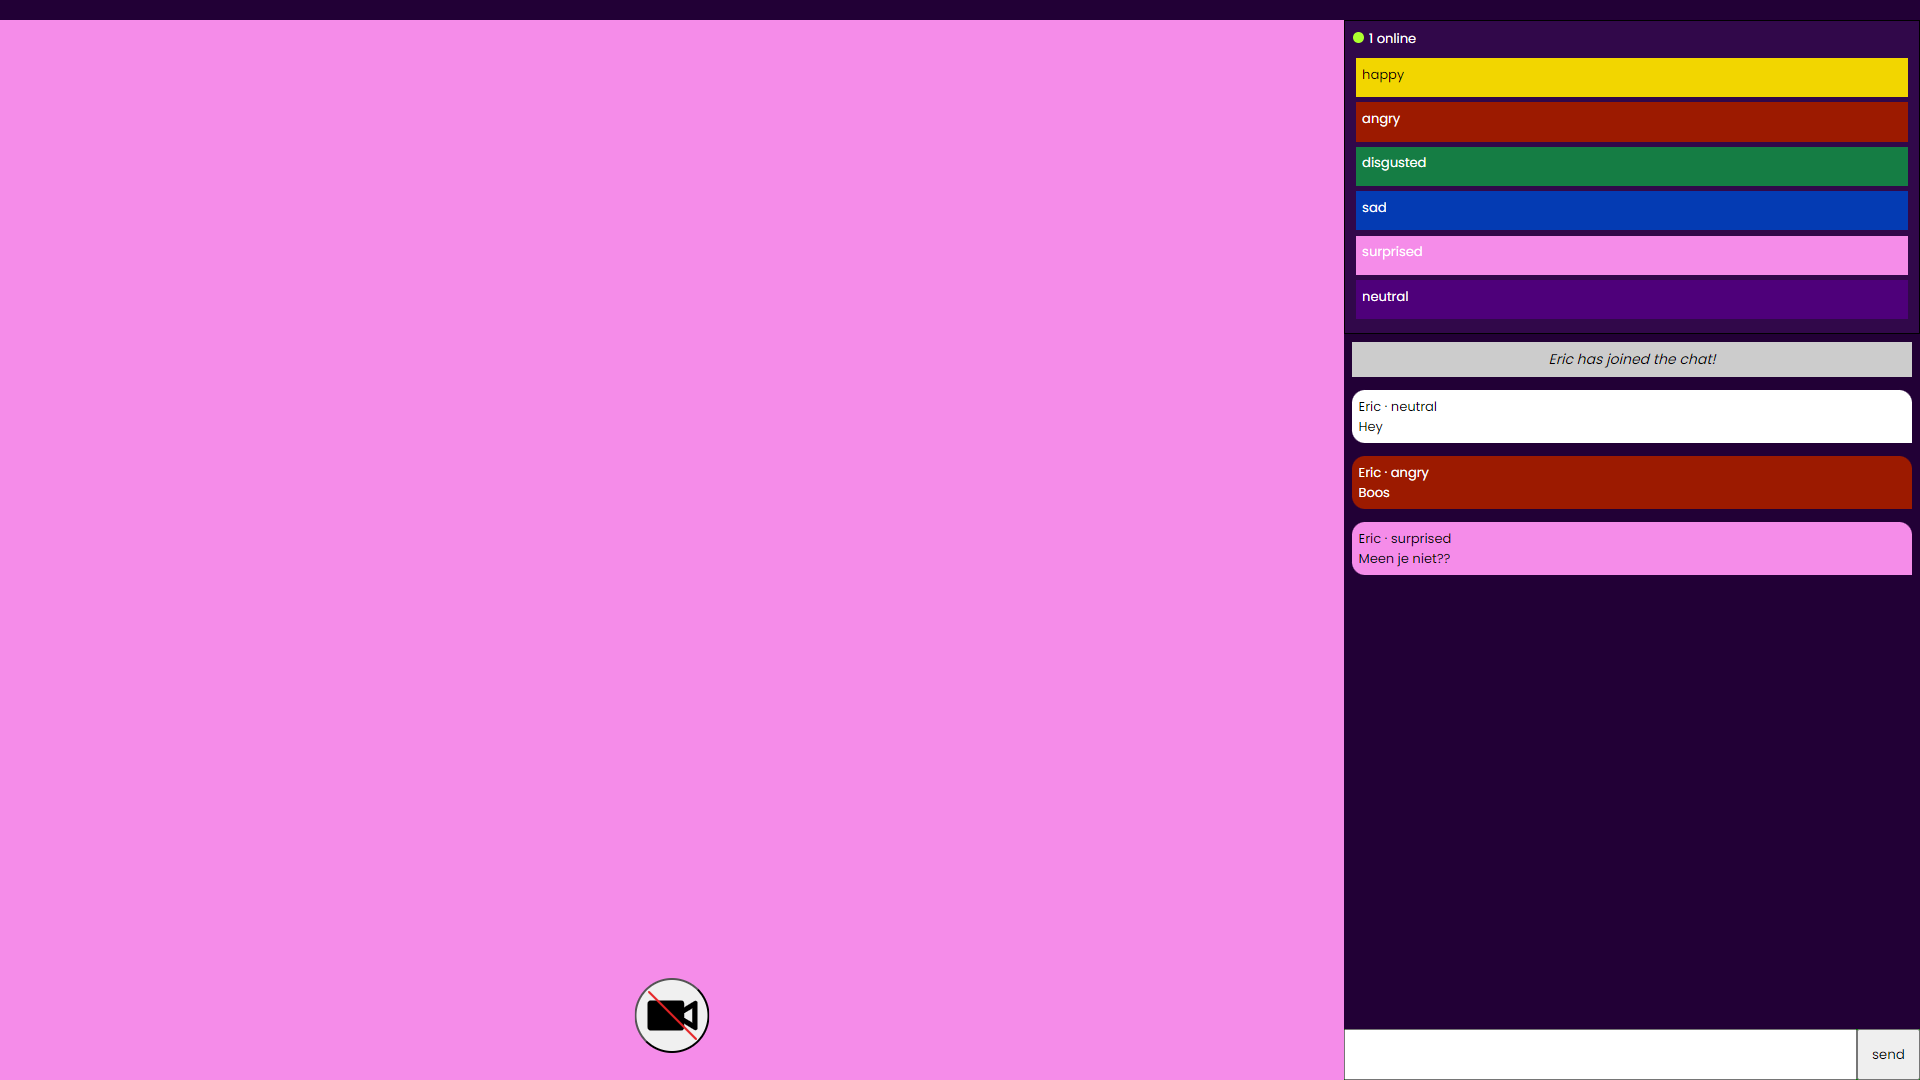 1 online
happy
angry
disgusted
sad
surprised
neutral
Eric has joined the chat!
Eric · neutral
Hey
Eric · angry
Boos
Eric · surprised
Meen je niet??
send